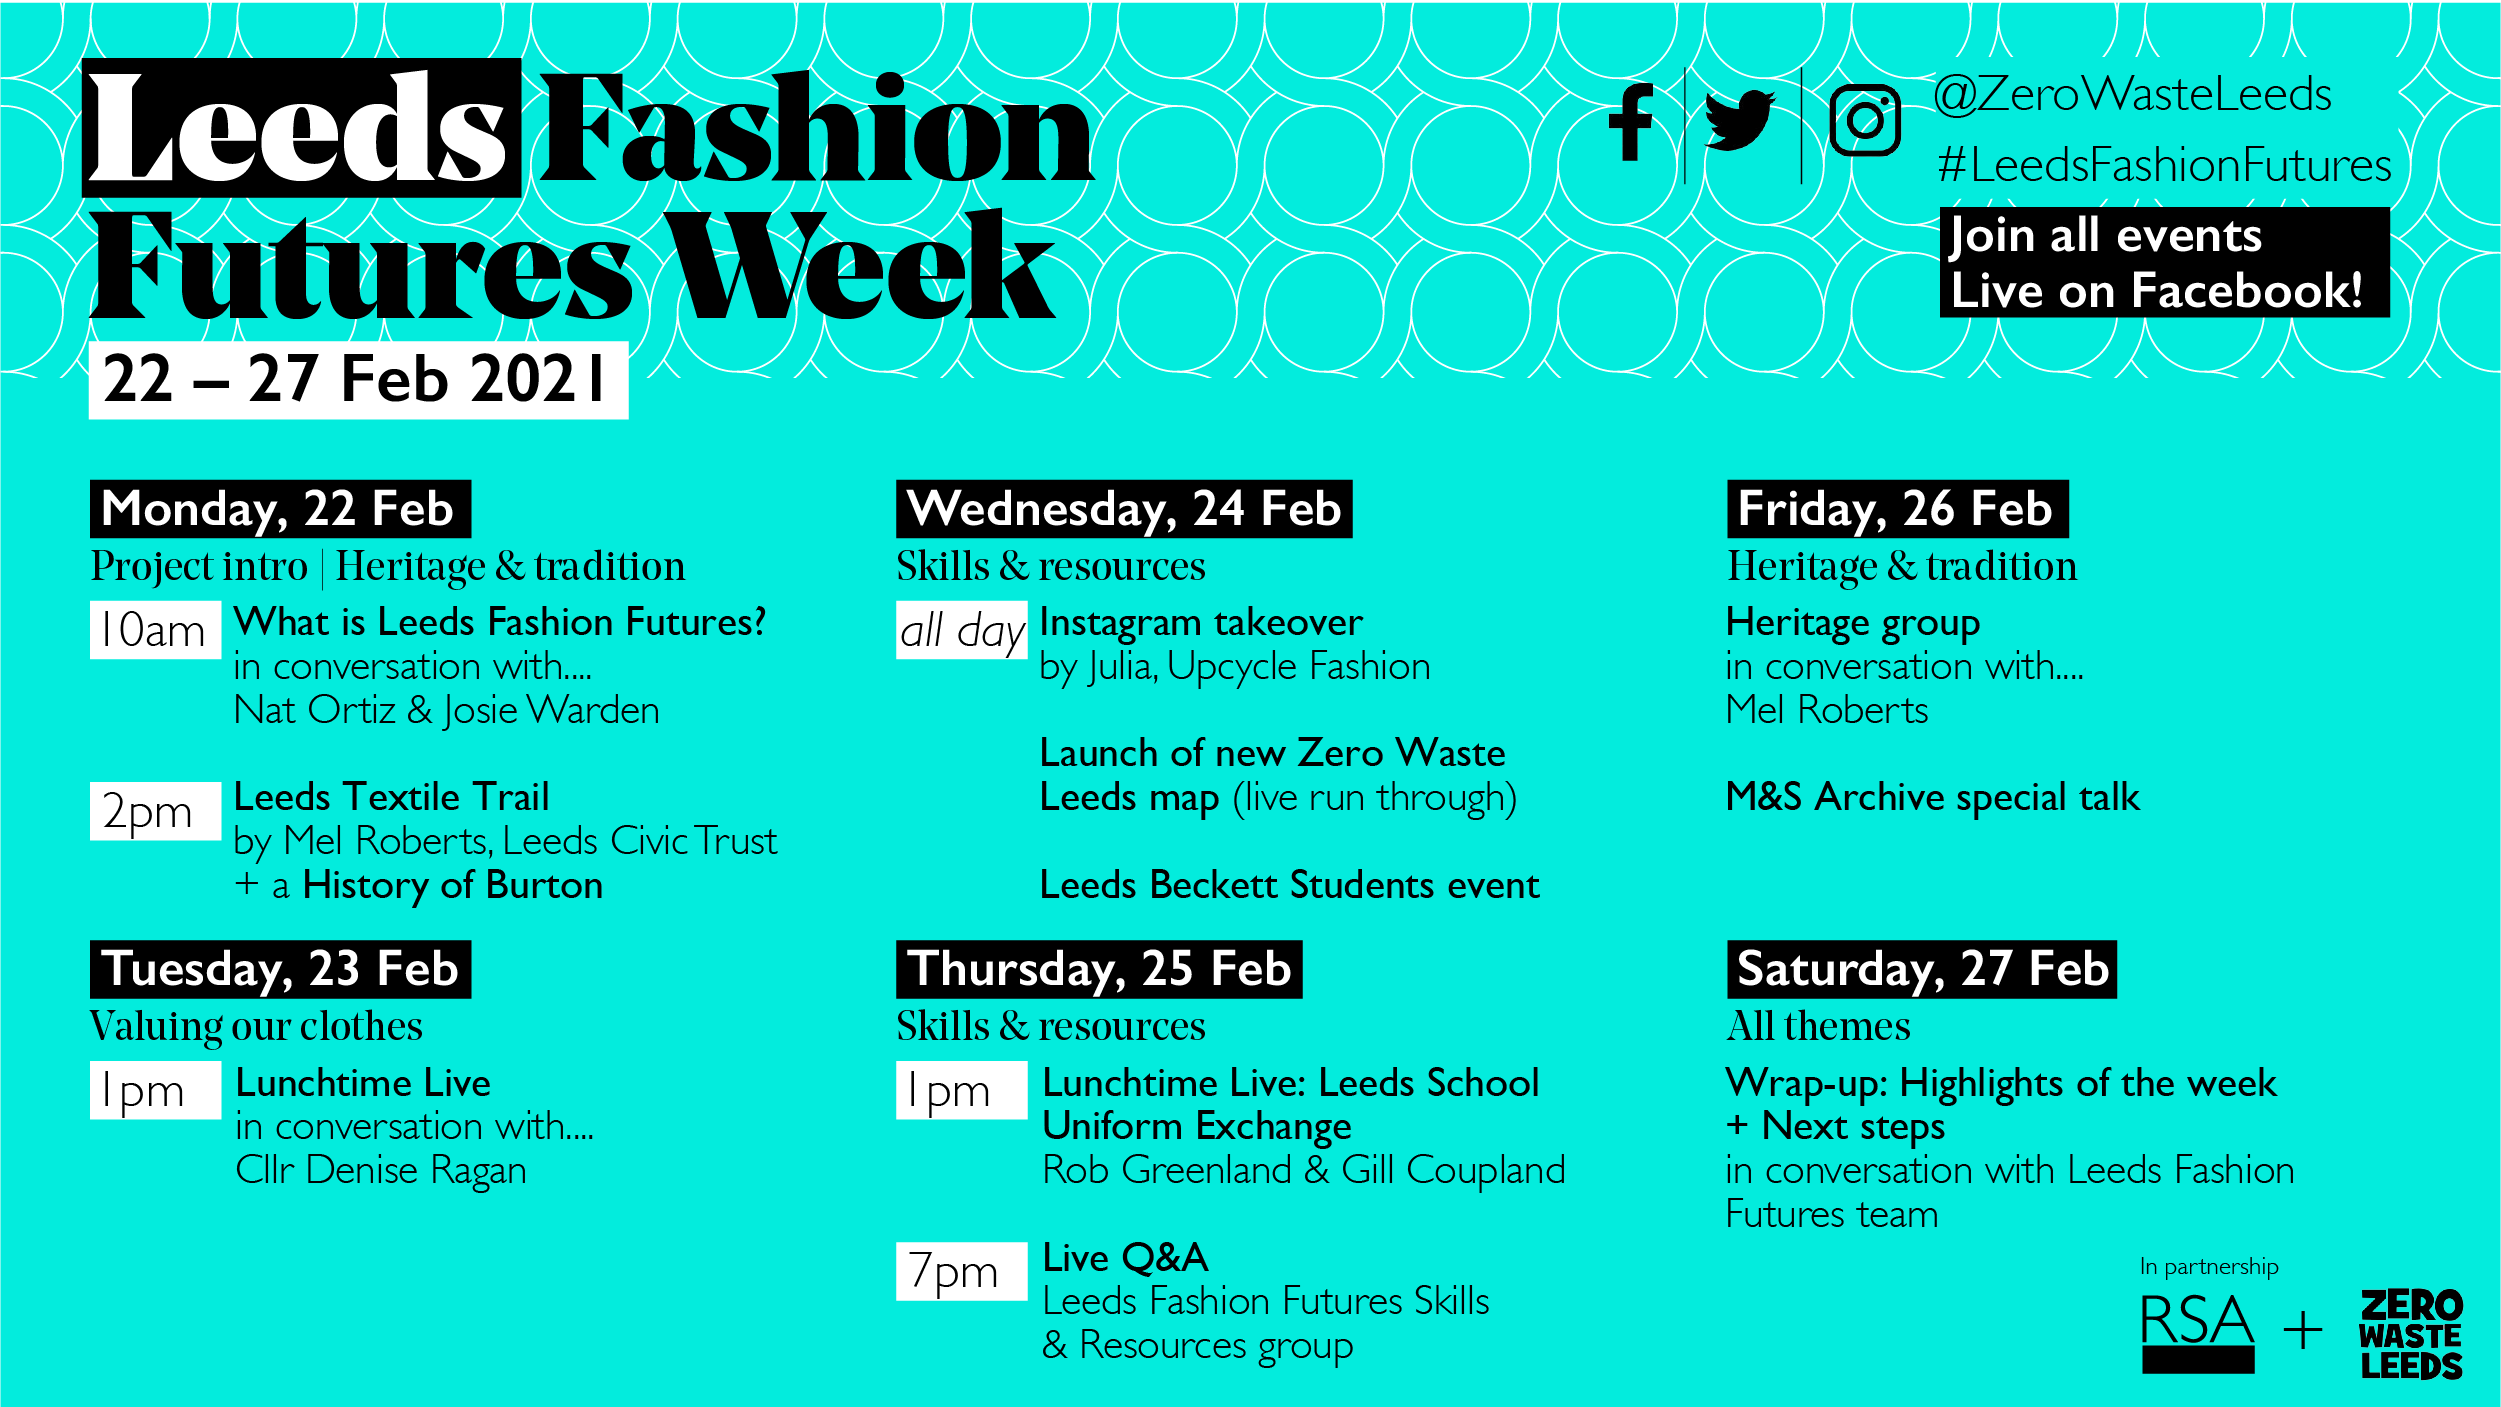 Leeds Fashion
Futures Week
22 – 27 Feb 2021
@ZeroWasteLeeds
#LeedsFashionFutures
Join all events
Live on Facebook!
Monday, 22 Feb
Project intro | Heritage & tradition
10am What is Leeds Fashion Futures?
in conversation with....
Nat Ortiz & Josie Warden
2pm Leeds Textile Trail
by Mel Roberts, Leeds Civic Trust
+ a History of Burton
Tuesday, 23 Feb
Valuing our clothes
1pm Lunchtime Live
in conversation with....
Cllr Denise Ragan
Wednesday, 24 Feb
Skills & resources
all day Instagram takeover
by Julia, Upcycle Fashion
Launch of new Zero Waste
Leeds map (live run through)
Leeds Beckett Students event
Thursday, 25 Feb
Skills & resources
1pm Lunchtime Live: Leeds School
Uniform Exchange
Rob Greenland & Gill Coupland
7pm Live Q&A
Leeds Fashion Futures Skills
& Resources group
Friday, 26 Feb
Heritage & tradition
Heritage group
in conversation with....
Mel Roberts
M&S Archive special talk
Saturday, 27 Feb
All themes
Wrap-up: Highlights of the week
+ Next steps
in conversation with Leeds Fashion
Futures team
In partnership
RSA +
ZERO
WASTE
LEEDS